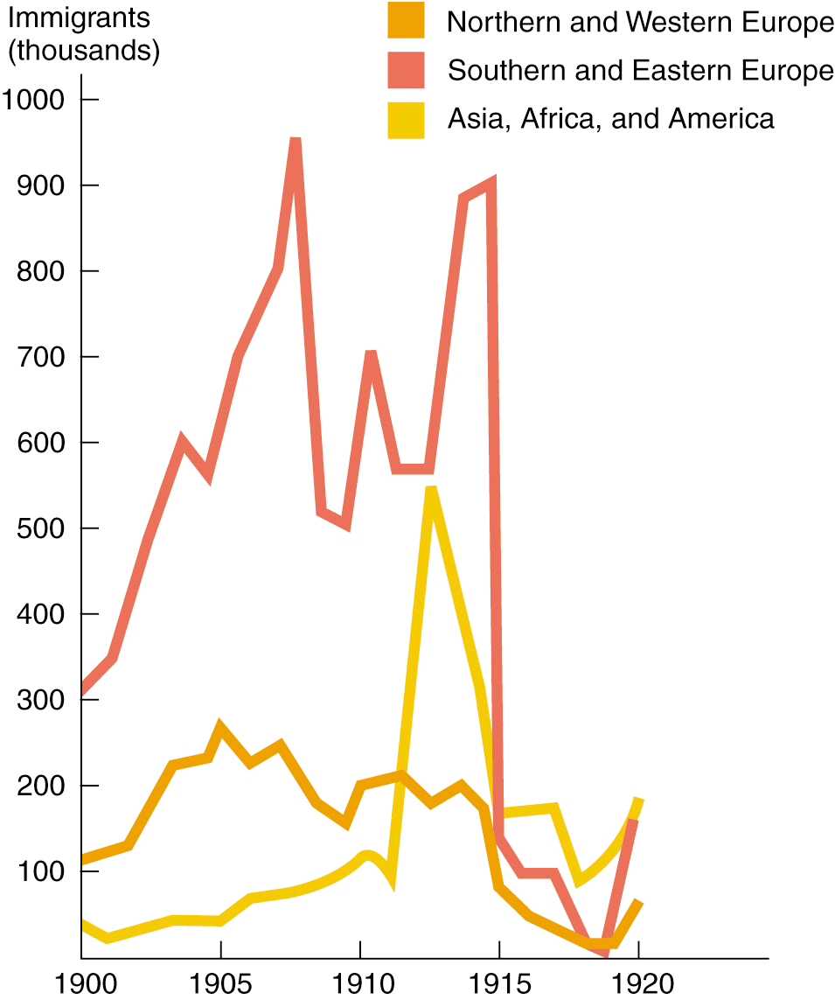 Immigrants
(thousands)
Northern and Western Europe
Southern and Eastern Europe
Asia, Africa, and America
1000
900
800
700
600
500
400
300
200
100
1900 1905 1910 1915 1920